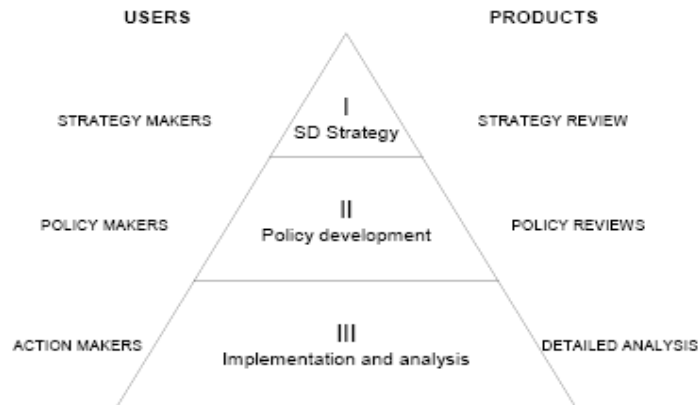 USERS
PRODUCTS
I
STRATEGY MAKERS
SD Strategy
STRATEGY REVIEW
II
POLICY MAKERS
Policy development
POLICY REVIEWS
III
ACTION MAKERS
Implementation and analysis
DETAILED ANALYSIS